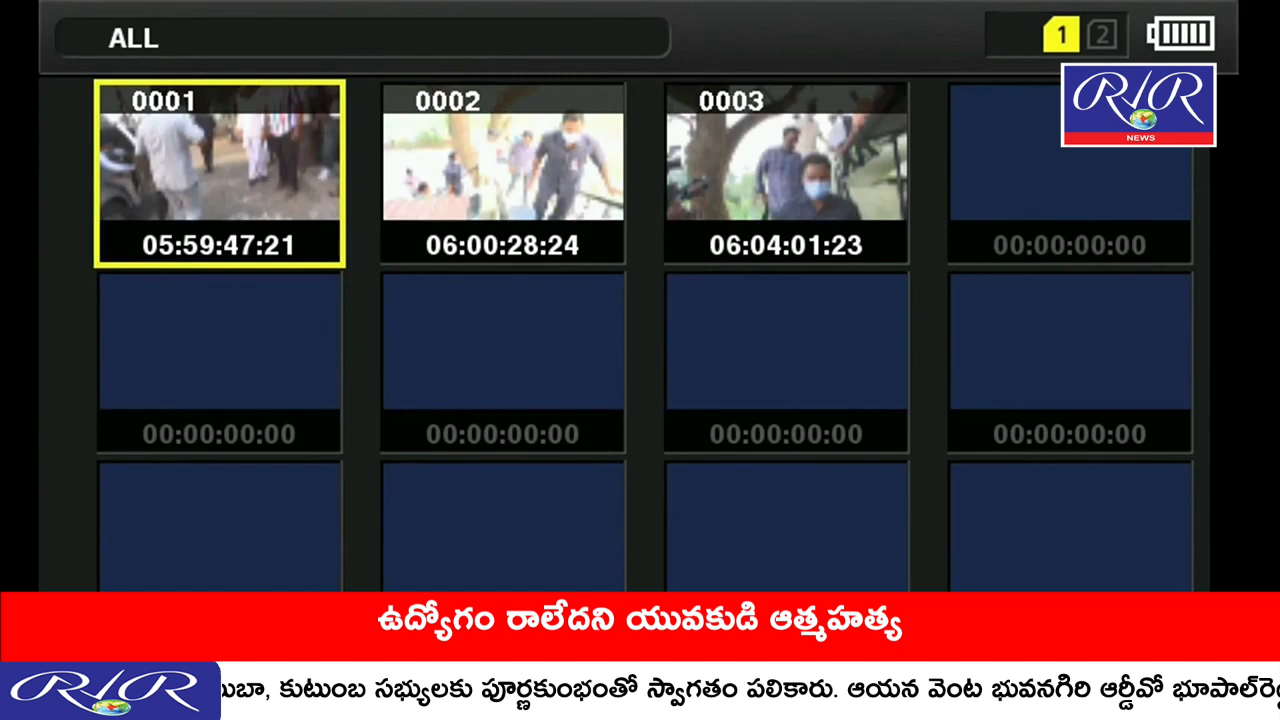 ALL
1 2
RJR
NEWS
0001
0002
0003
05:59:47:21
06:00:28:24
06:04:01:23
00:00:00:00
00:00:00:00
00:00:00:00
00:00:00:00
00:00:00:00
ఉద్యోగం రాలేదని యువకుడి ఆత్మహత్య
RJR
కుటుంబ సభ్యులకు పూర్ణకుంభంతో స్వాగతం పలికారు. ఆయన వెంట భువనగిరి ఆర్డీవో